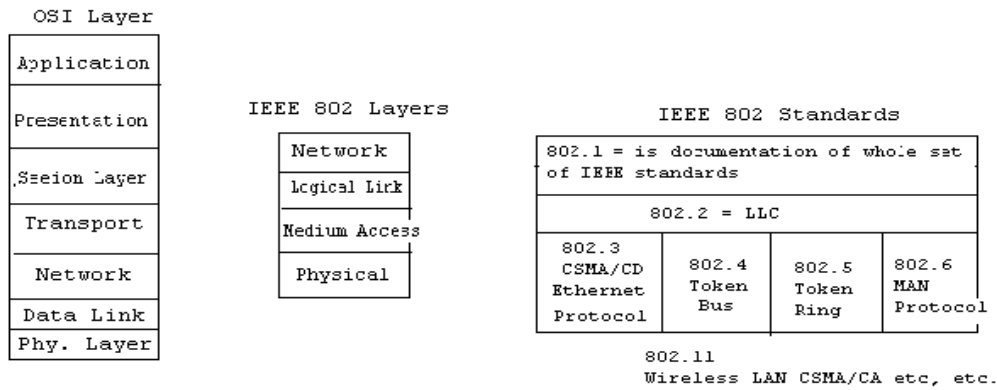 OSI Layer
Application
Presentation
Sesion Layer
Transport
Network
Data Link
Phy. Layer
IEEE 802 Layers
Network
Logical Link
Medium Access
Physical
IEEE 802 Standards
802.1 = is documentation of whole set
of IEEE standards
802.2 = LLC
802.3
CSMA/CD
Ethernet
Protocol
802.4
Token
Bus
802.5
Token
Ring
802.6
MAN
Protocol
802.11
Wireless LAN CSMA/CA etc, etc.